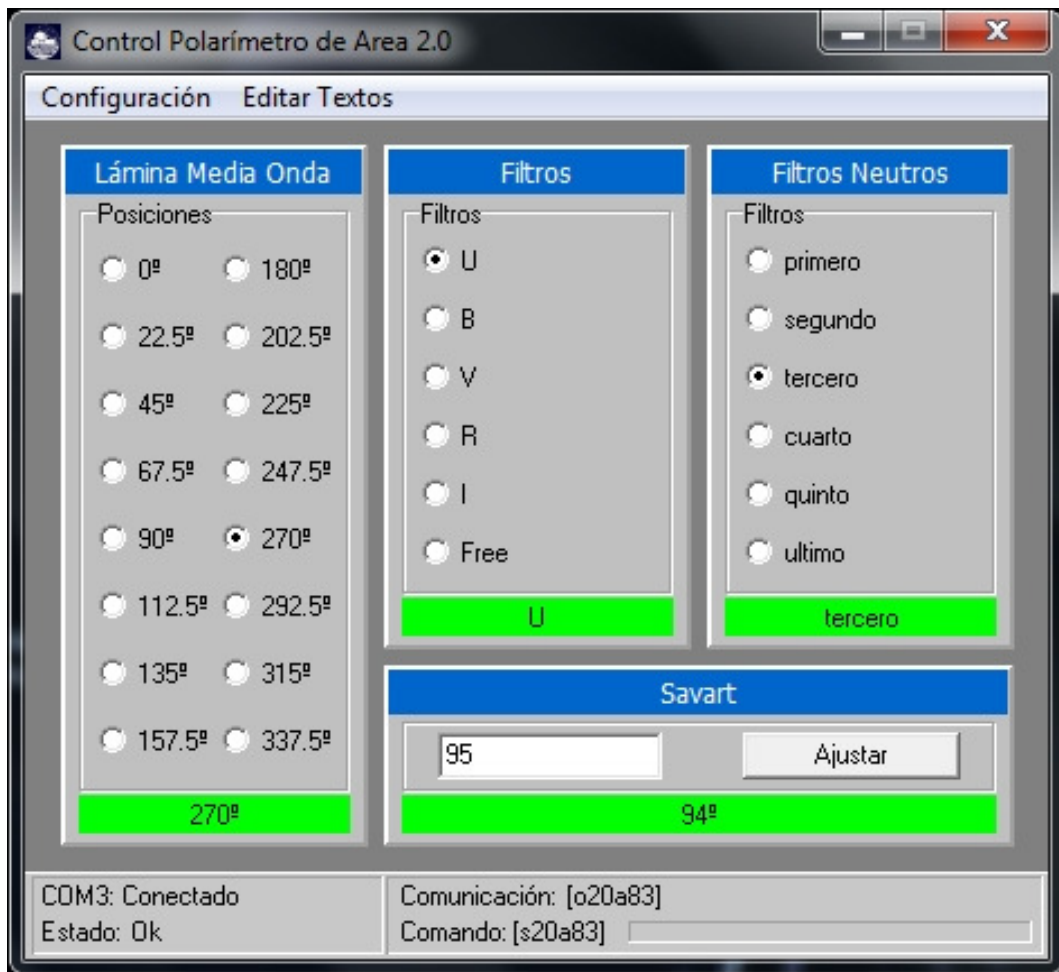 Control Polarímetro de Area 2.0
Configuración Editar Textos
Lámina Media Onda
Posiciones
0º 180º
22.5º 202.5º
45º 225º
67.5º 247.5º
90º 270º
112.5º 292.5º
135º 315º
157.5º 337.5º
270º
Filtros
Filtros
U
B
V
R
I
Free
U
Filtros Neutros
Filtros
primero
segundo
tercero
cuarto
quinto
ultimo
tercero
Savart
95 Ajustar
94º
COM3: Conectado
Estado: Ok
Comunicación: [o20a83]
Comando: [s20a83]